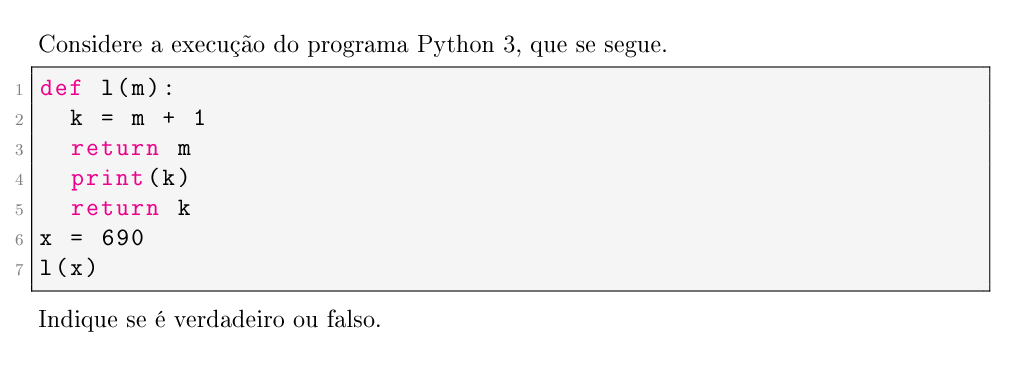 Considere a execução do programa Python 3, que se segue.
1 def l(m):
2   k = m + 1
3   return m
4   print(k)
5   return k
6 x = 690
7 l(x)
Indique se é verdadeiro ou falso.